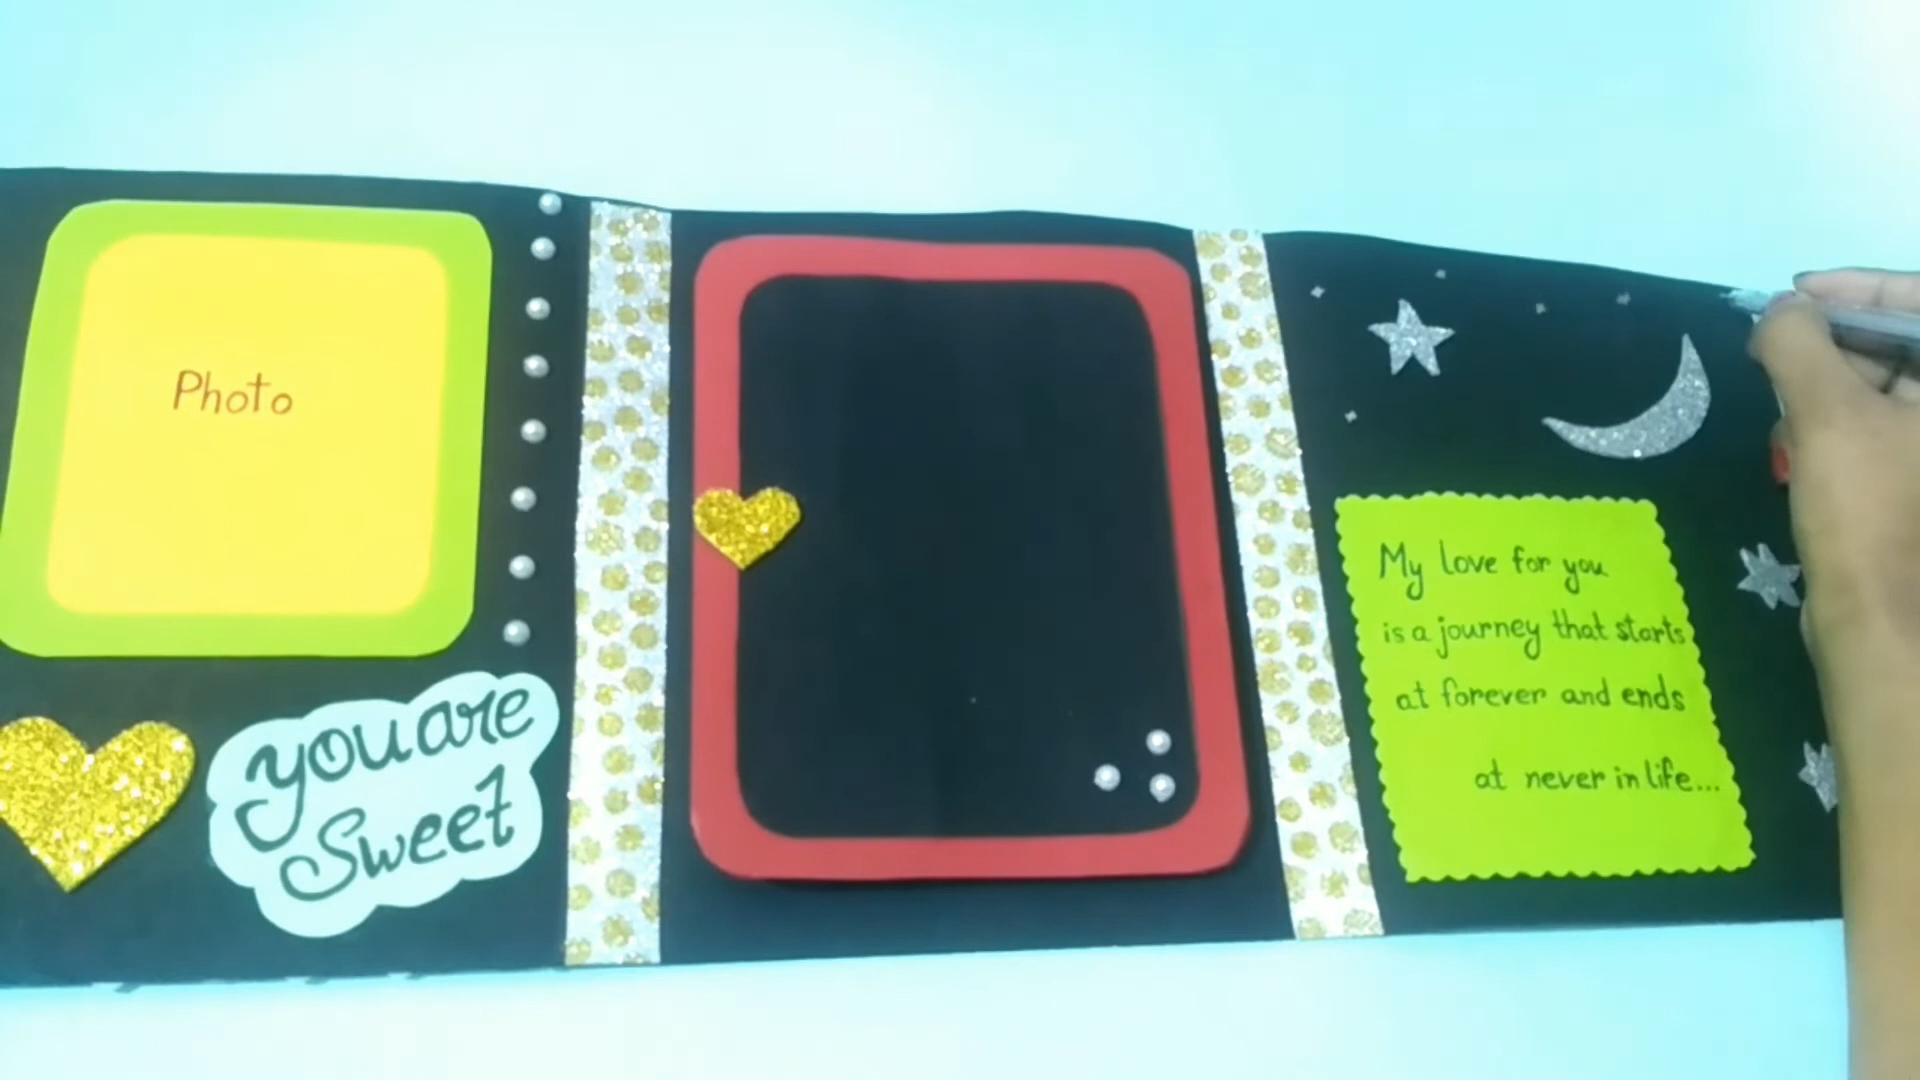 Photo
you are
Sweet
My love for you
is a journey that starts
at forever and ends
at never in life...